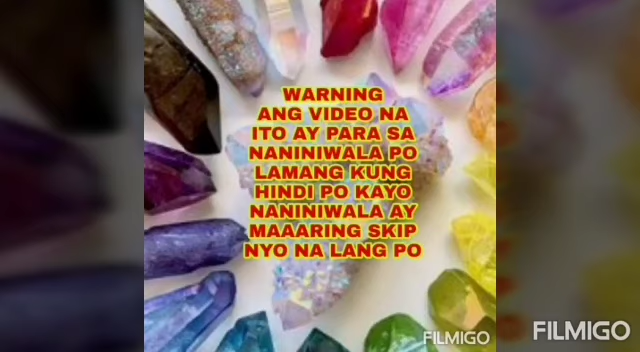 WARNING
ANG VIDEO NA
ITO AY PARA SA
NANINIWALA PO
LAMANG KUNG
HINDI PO KAYO
NANINIWALA AY
MAAARING SKIP
NYO NA LANG PO
FILMIGO
FILMIGO